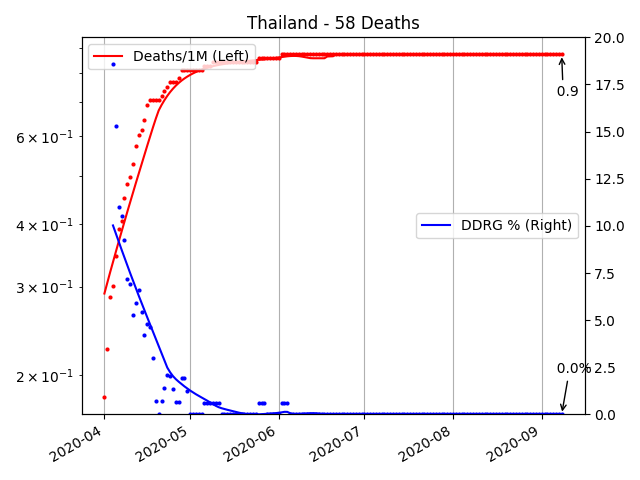 Thailand - 58 Deaths
Deaths/1M (Left)
DDRG % (Right)
0.9
0.0%
6 × 10⁻¹
4 × 10⁻¹
3 × 10⁻¹
2 × 10⁻¹
20.0
17.5
15.0
12.5
10.0
7.5
5.0
2.5
0.0
2020-04
2020-05
2020-06
2020-07
2020-08
2020-09